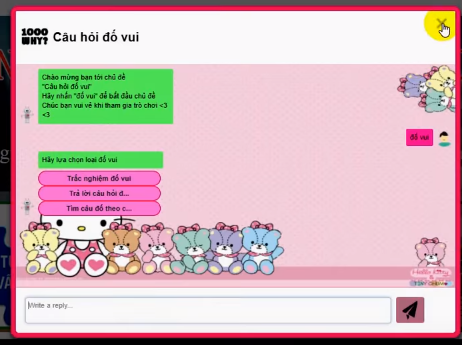 1000
WHY?
Câu hỏi đố vui
Chào mừng bạn tới chủ đề
"Câu hỏi đố vui"
Hãy nhấn "đố vui" để bắt đầu chủ đề
Chúc bạn vui vẻ khi tham gia trò chơi <3
<3
đố vui
Hãy lựa chọn loại đố vui
Trắc nghiệm đố vui
Trả lời câu hỏi đ...
Tìm câu đố theo c...
Hello Kitty
Write a reply...